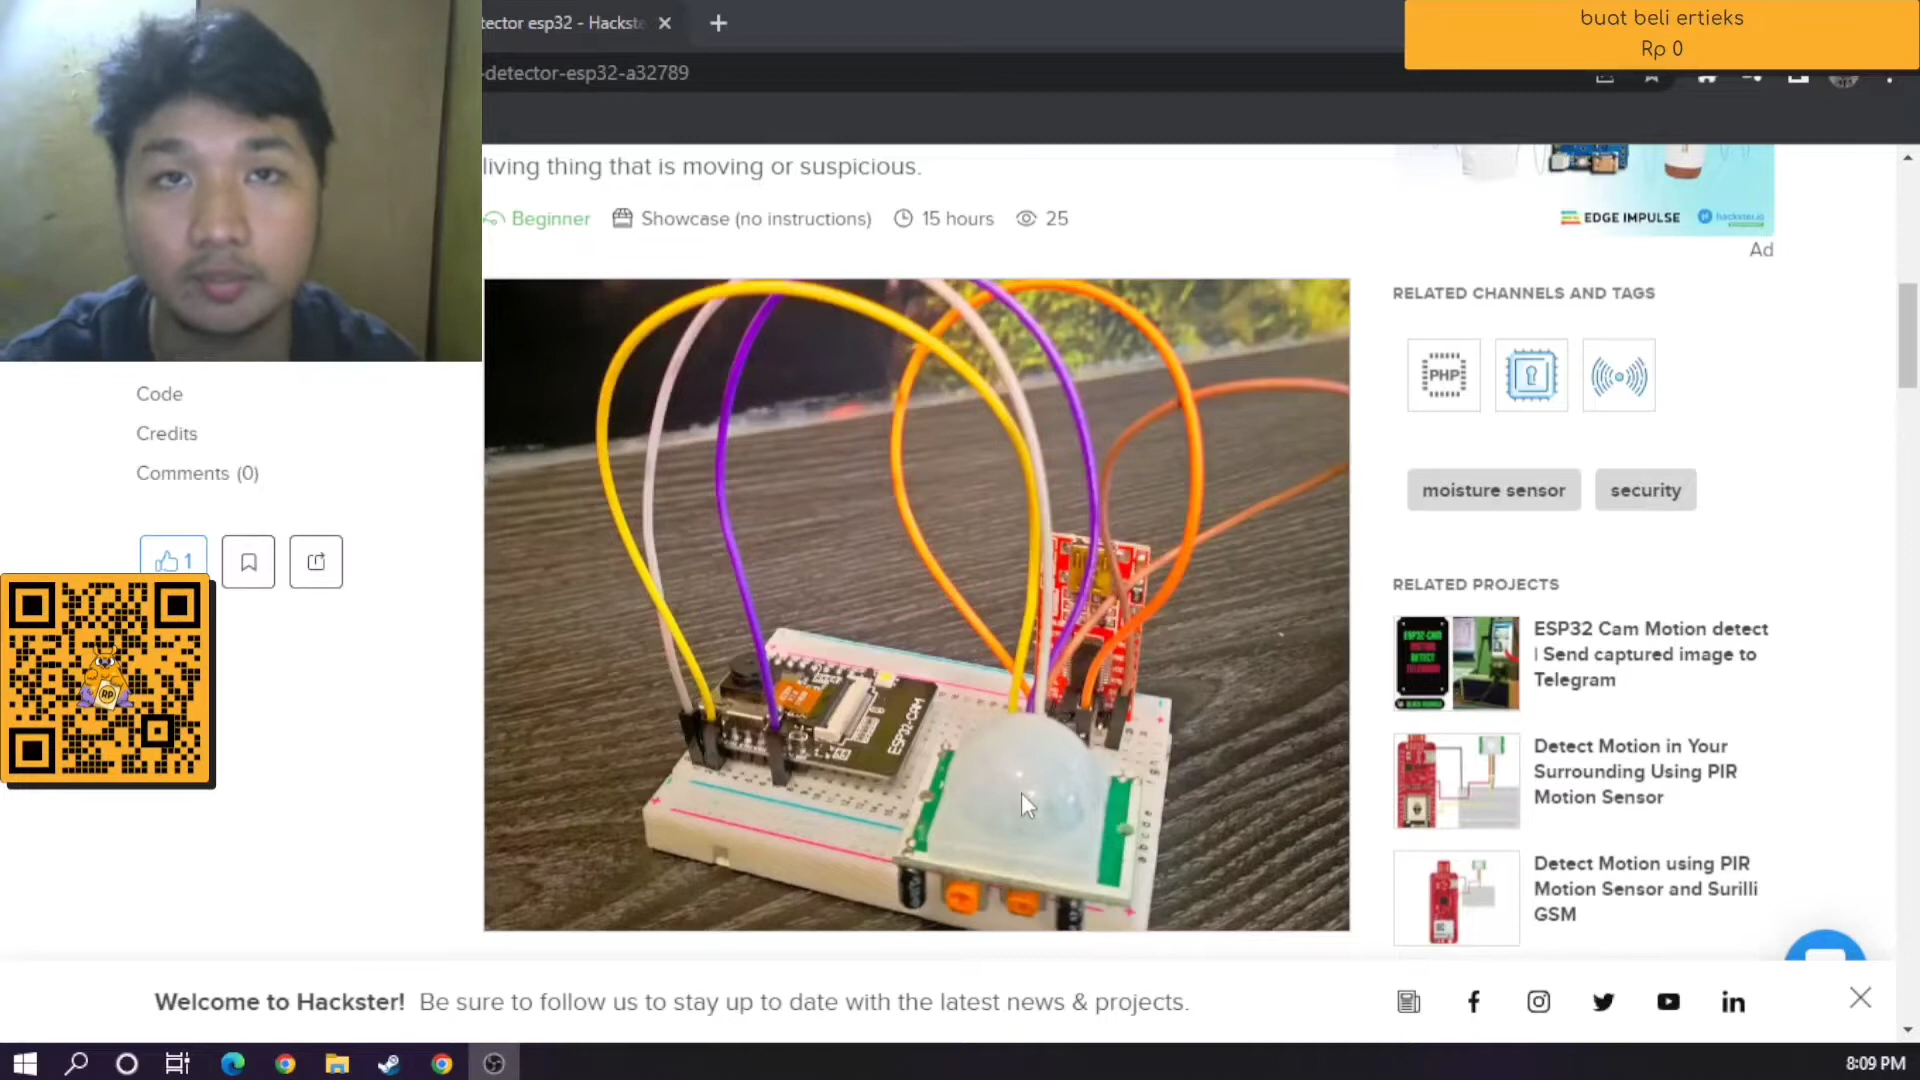 tector esp32 - Hackste
buat beli ertieks
Rp 0
-detector-esp32-a32789
living thing that is moving or suspicious.
Beginner
Showcase (no instructions)
15 hours
25
EDGE IMPULSE
hackster.io
Ad
RELATED CHANNELS AND TAGS
PHP
Code
Credits
Comments (0)
moisture sensor
security
1
RP
ESP32-CAM
RELATED PROJECTS
ESP32 Cam Motion detect
| Send captured image to
Telegram
Detect Motion in Your
Surrounding Using PIR
Motion Sensor
Detect Motion using PIR
Motion Sensor and Surilli
GSM
Welcome to Hackster! Be sure to follow us to stay up to date with the latest news & projects.
8:09 PM